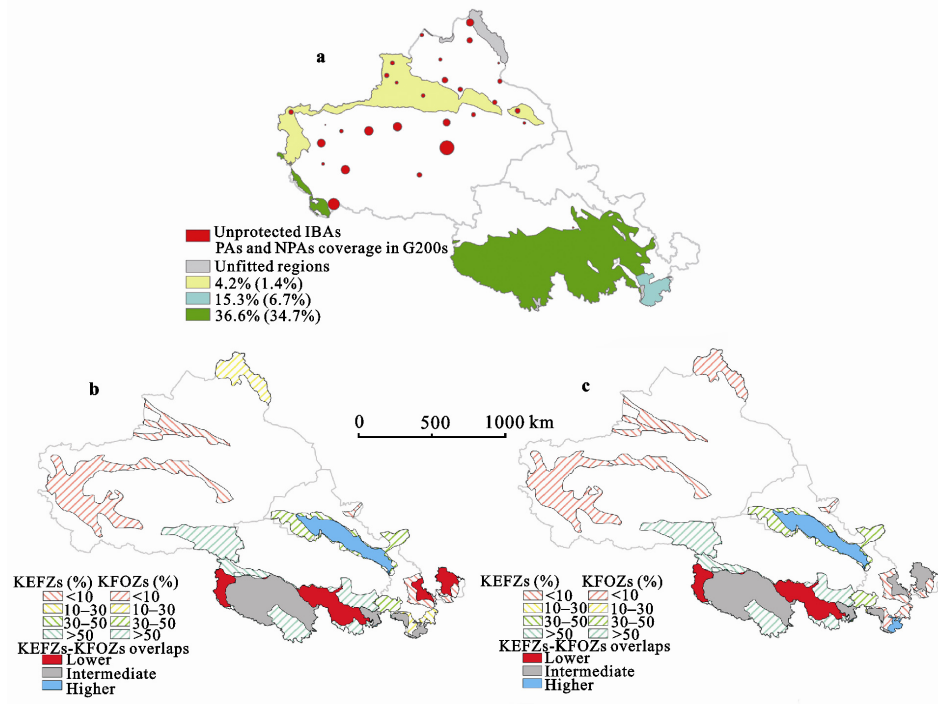 a
Unprotected IBAs
PAs and NPAs coverage in G200s
Unfitted regions
4.2% (1.4%)
15.3% (6.7%)
36.6% (34.7%)
b
c
0 500 1000 km
KEFZs (%) KFOZs (%)
<10 <10
10–30 10–30
30–50 30–50
>50 >50
KEFZs-KFOZs overlaps
Lower
Intermediate
Higher
KEFZs (%) KFOZs (%)
<10 <10
10–30 10–30
30–50 30–50
>50 >50
KEFZs-KFOZs overlaps
Lower
Intermediate
Higher